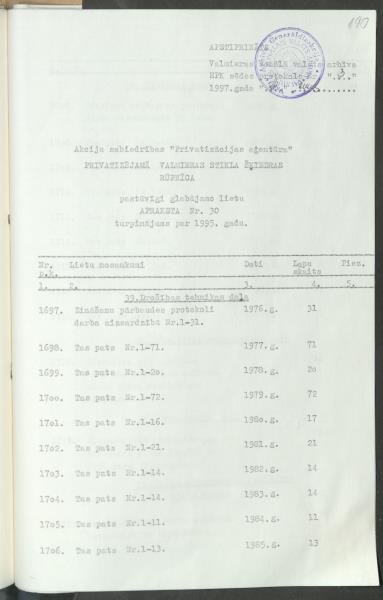 190
APSTIPRINĀTS
Valmieras zonālā valsts arhīva
EPK sēdes protokols Nr. "..3.."
1997.gada
Akciju sabiedrības "Privatizācijas aģentūra"
PRIVATIZĒJAMĀ VALMIERAS STIKLA ŠĶIEDRAS
RŪPNĪCA
pastāvīgi glabājamo lietu
APRAKSTA Nr. 30
turpinājums par 1995. gadu.
Nr. Lietu nosaukumi Dati Lapu Piez.
p.k. skaits
1. 2. 3. 4. 5.
39.Drošības tehnikas daļa
1697. Zināšanu pārbaudes protokoli 1976.g. 31
darba aizsardzībā Nr.1-31.
1698. Tas pats Nr.1-71. 1977.g. 71
1699. Tas pats Nr.1-2o. 1978.g. 2o
17oo. Tas pats Nr.1-72. 1979.g. 72
17o1. Tas pats Nr.1-16. 198o.g. 17
17o2. Tas pats Nr.1-21. 1981.g. 21
17o3. Tas pats Nr.1-14. 1982.g. 14
17o4. Tas pats Nr.1-14. 1983.g. 14
17o5. Tas pats Nr.1-11. 1984.g. 11
17o6. Tas pats Nr.1-13. 1985.g. 13